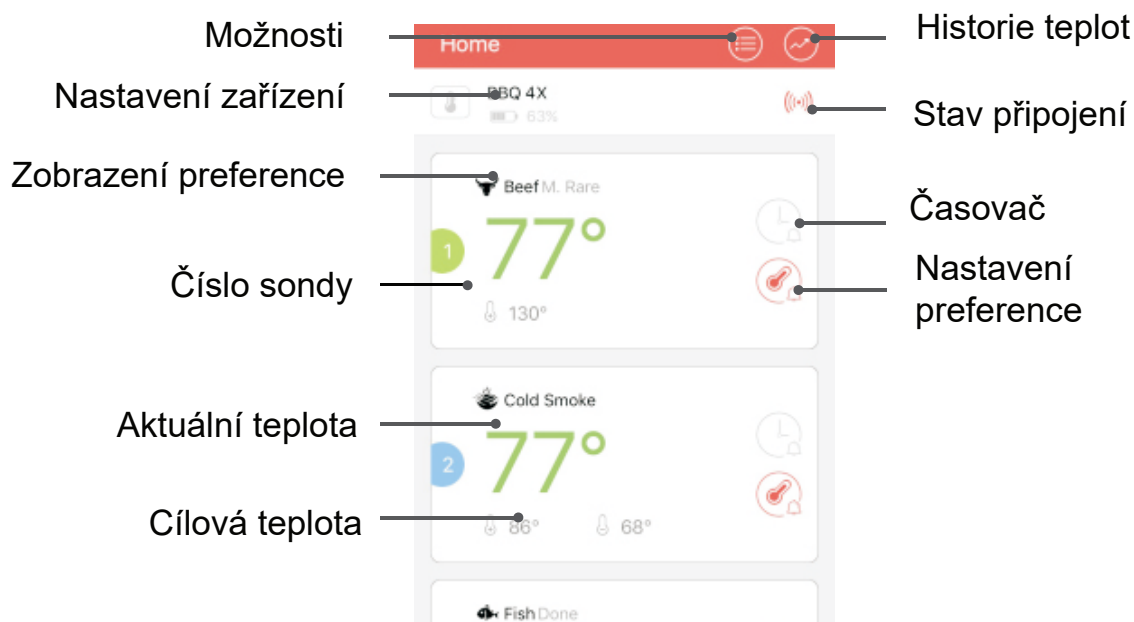 Možnosti
Home
Historie teplot
Nastavení zařízení
BBQ 4X
63%
Stav připojení
Zobrazení preference
Beef M. Rare
1
77°
Časovač
Číslo sondy
Nastavení
preference
130°
Cold Smoke
Aktuální teplota
2
77°
Cílová teplota
86°
68°
Fish Done